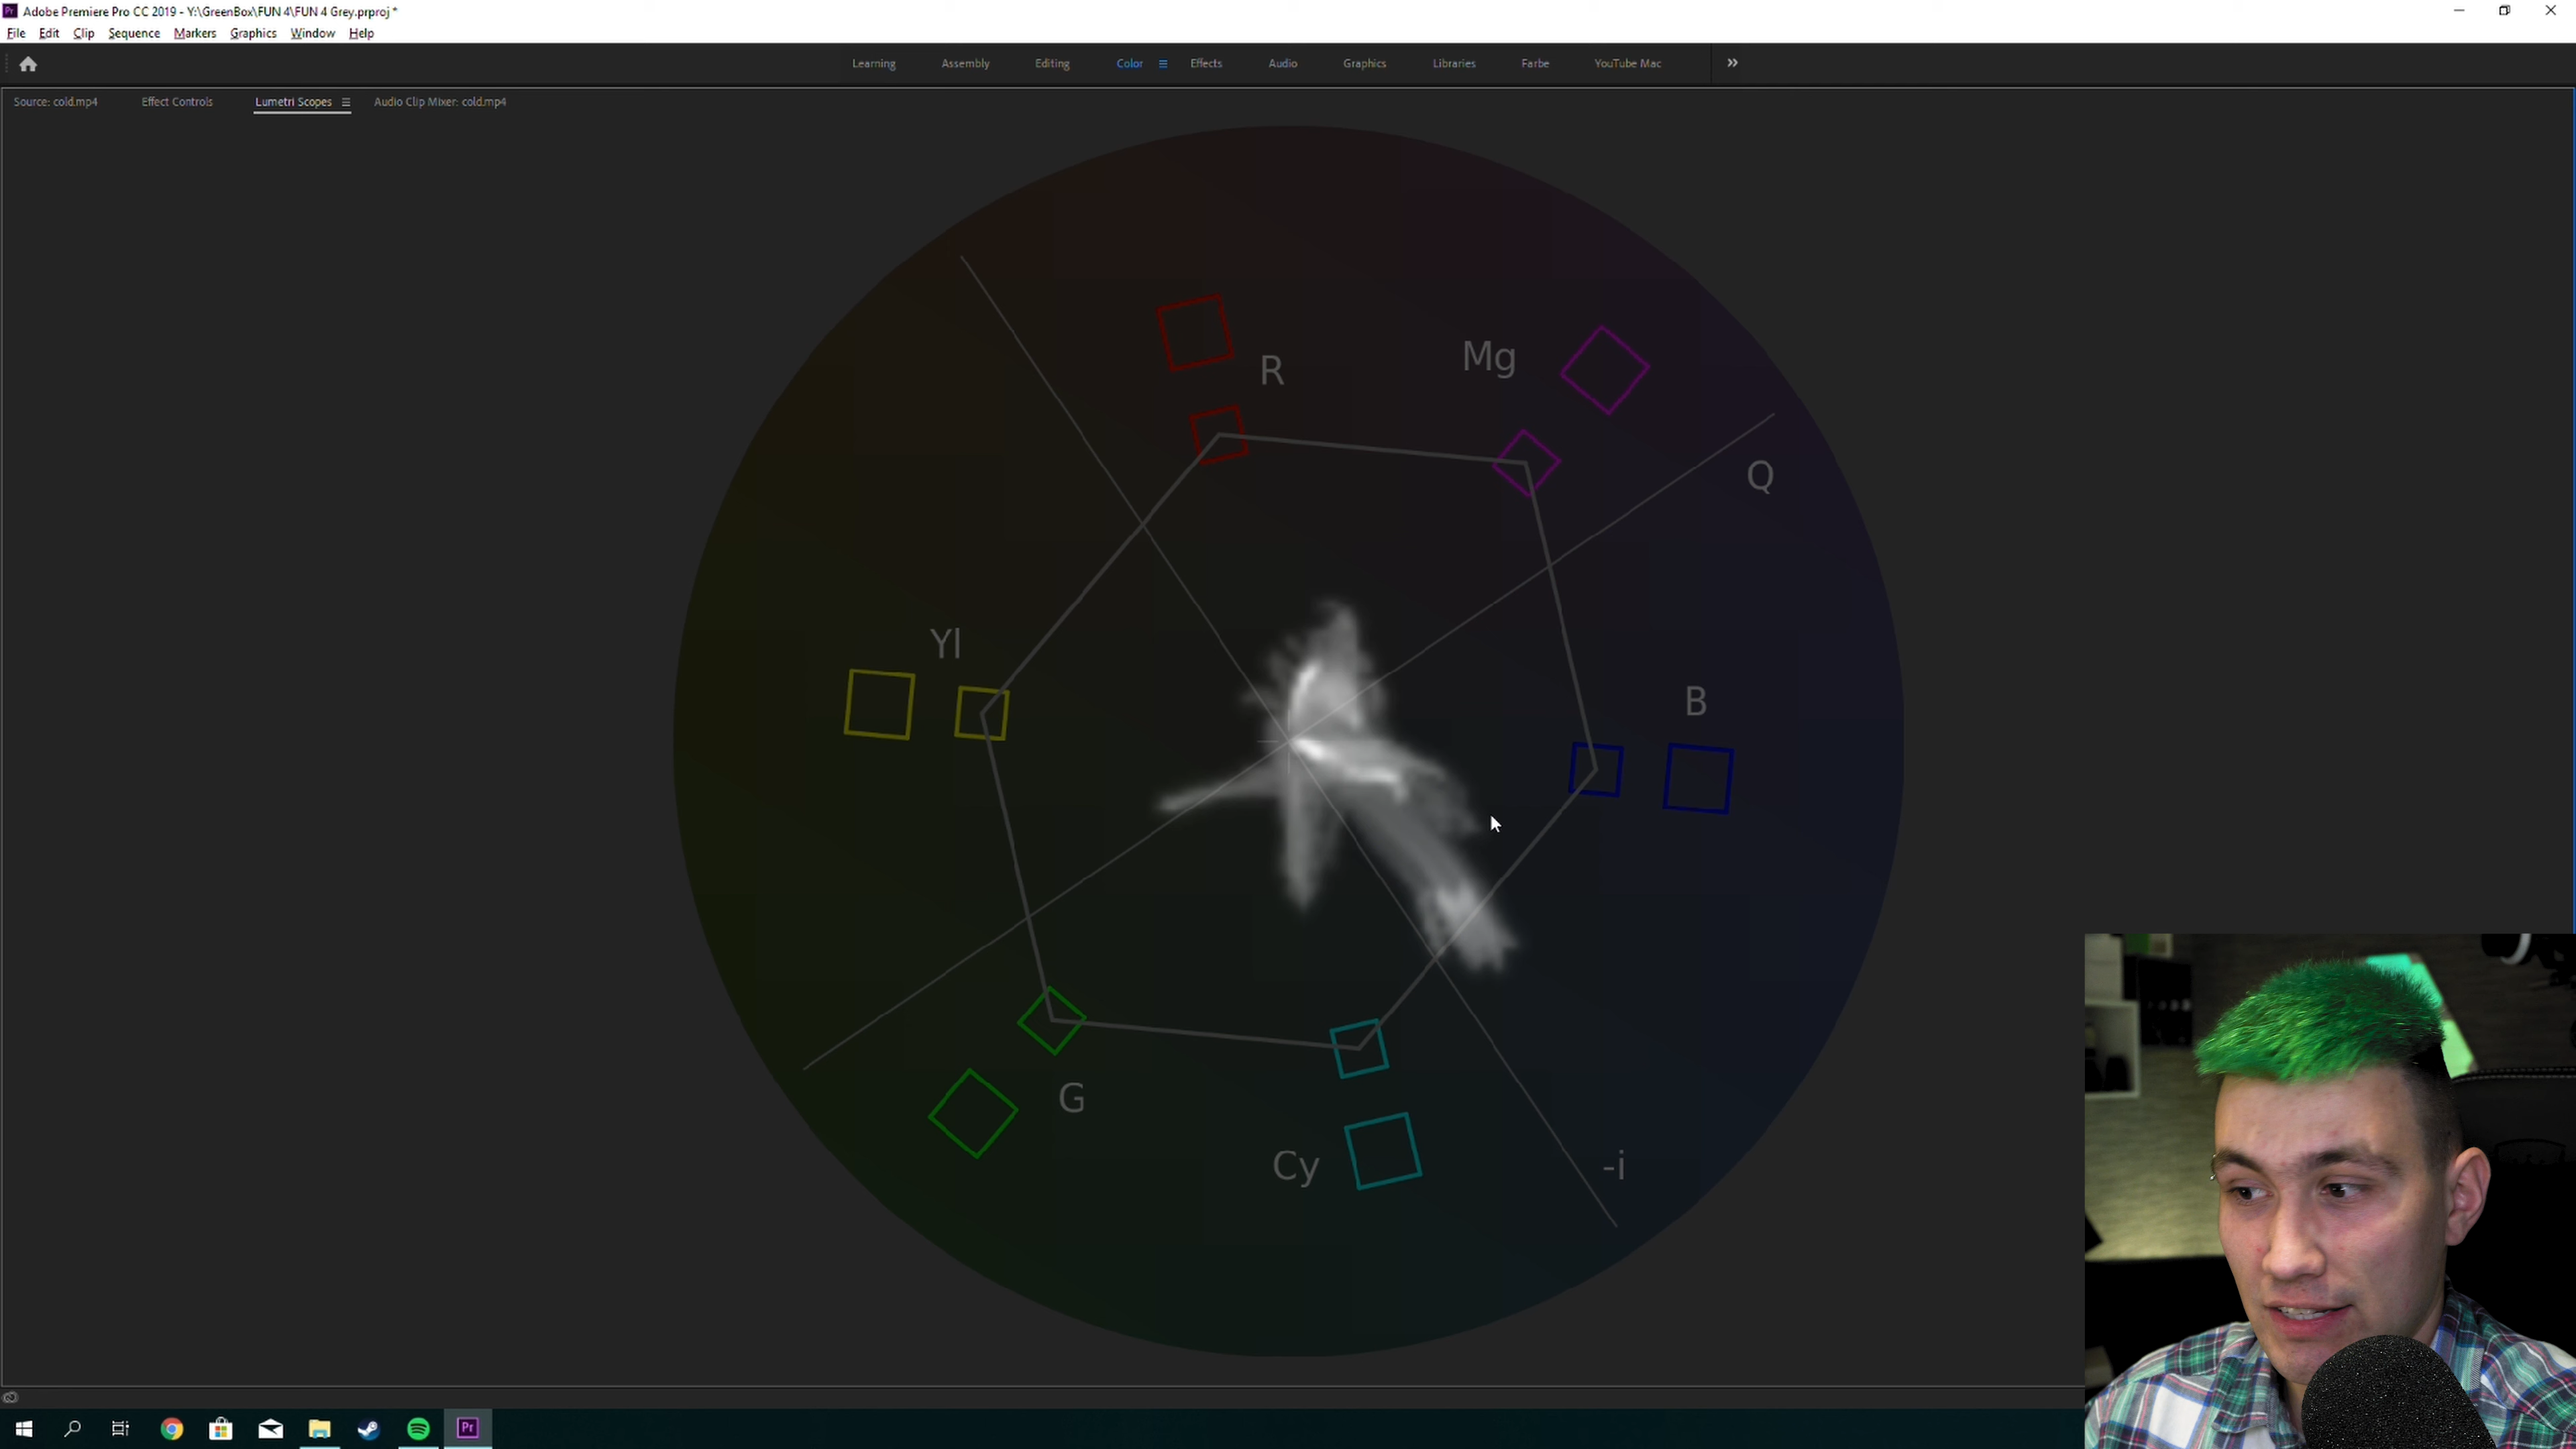 Pr Adobe Premiere Pro CC 2019 - Y:\GreenBox\FUN 4\FUN 4 Grey.prproj *
File Edit Clip Sequence Markers Graphics Window Help
Learning Assembly Editing Color Effects Audio Graphics Libraries Farbe YouTube Mac
Source: cold.mp4 Effect Controls Lumetri Scopes Audio Clip Mixer: cold.mp4
R
Mg
Q
Yl
B
G
Cy
-i
Pr